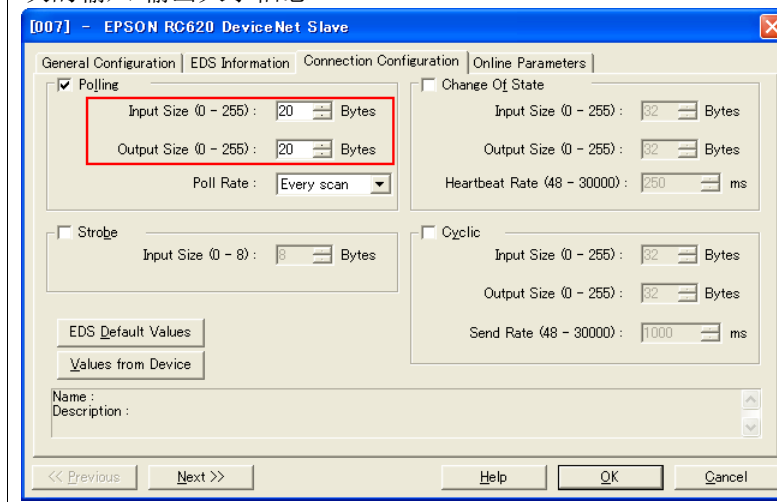 [007] - EPSON RC620 DeviceNet Slave
General Configuration EDS Information Connection Configuration Online Parameters
Polling
Input Size (0 - 255) : 20 Bytes
Output Size (0 - 255) : 20 Bytes
Poll Rate : Every scan
Change Of State
Input Size (0 - 255) : 32 Bytes
Output Size (0 - 255) : 32 Bytes
Heartbeat Rate (48 - 30000) : 250 ms
Strobe
Input Size (0 - 8) : 8 Bytes
Cyclic
Input Size (0 - 255) : 32 Bytes
Output Size (0 - 255) : 32 Bytes
Send Rate (48 - 30000) : 1000 ms
EDS Default Values
Values from Device
Name :
Description :
<< Previous Next >> Help OK Cancel